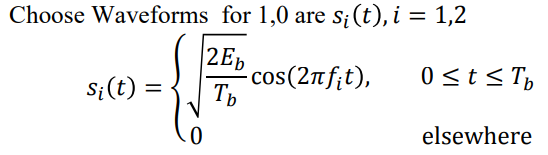 Choose Waveforms for 1,0 are s_i(t), i = 1,2
s_i(t) = { √(2E_b/T_b) cos(2πf_i t), 0 ≤ t ≤ T_b
0 elsewhere